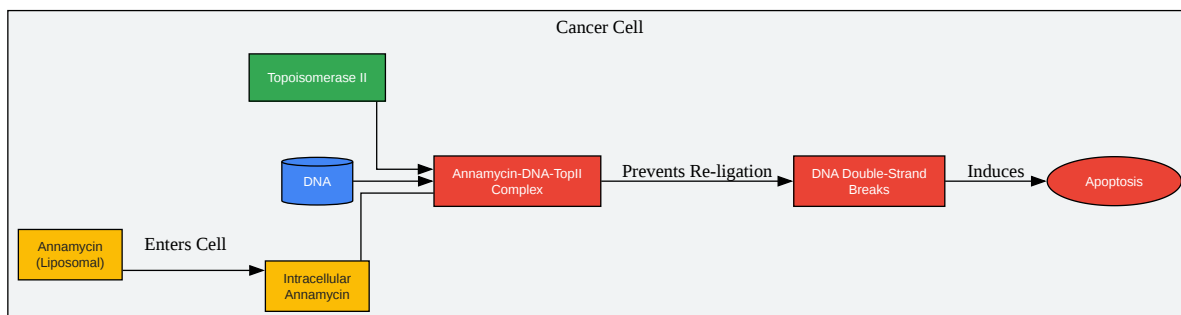 Cancer Cell
Topoisomerase II
DNA
Annamycin-DNA-TopII
Complex
Prevents Re-ligation
DNA Double-Strand
Breaks
Induces
Apoptosis
Annamycin
(Liposomal)
Enters Cell
Intracellular
Annamycin